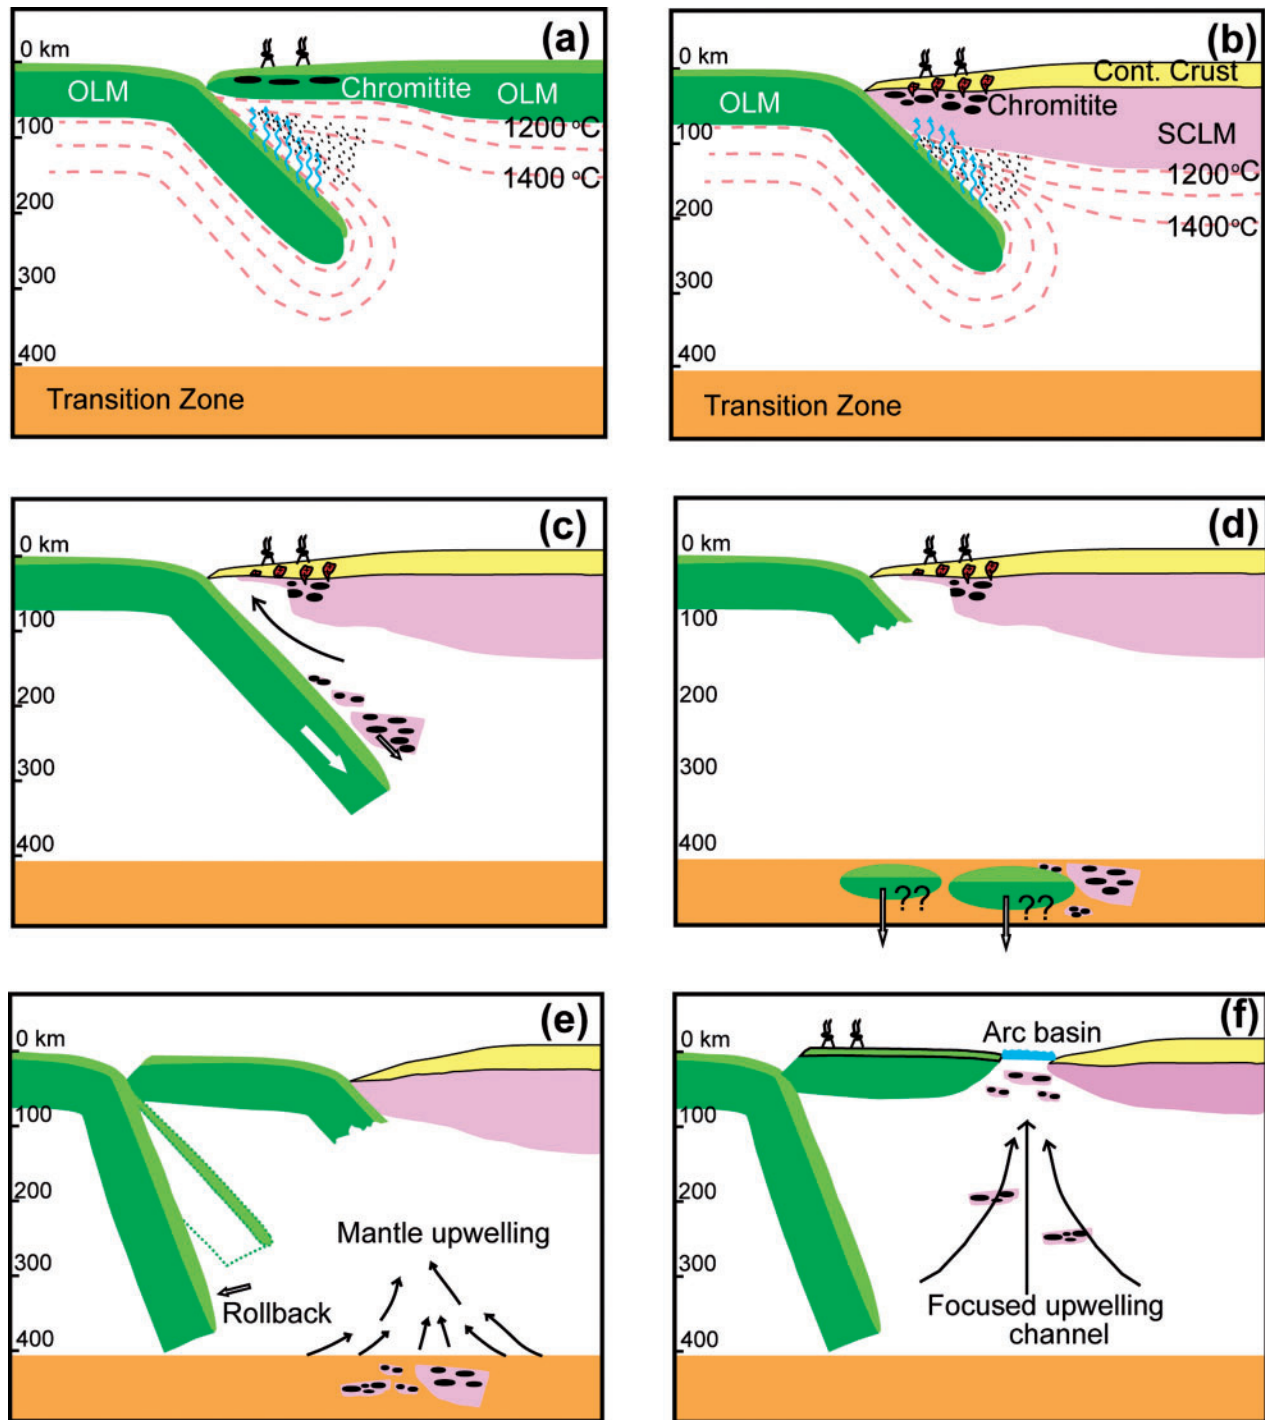 (a)
0 km
OLM
Chromitite
OLM
100
1200 °C
1400 °C
200
300
400
Transition Zone
(b)
0 km
Cont. Crust
OLM
Chromitite
100
SCLM
1200°C
200
1400°C
300
400
Transition Zone
(c)
0 km
100
200
300
400
(d)
0 km
100
200
300
400
??
??
(e)
0 km
100
200
Mantle upwelling
300
Rollback
400
(f)
Arc basin
0 km
100
200
300
Focused upwelling
channel
400